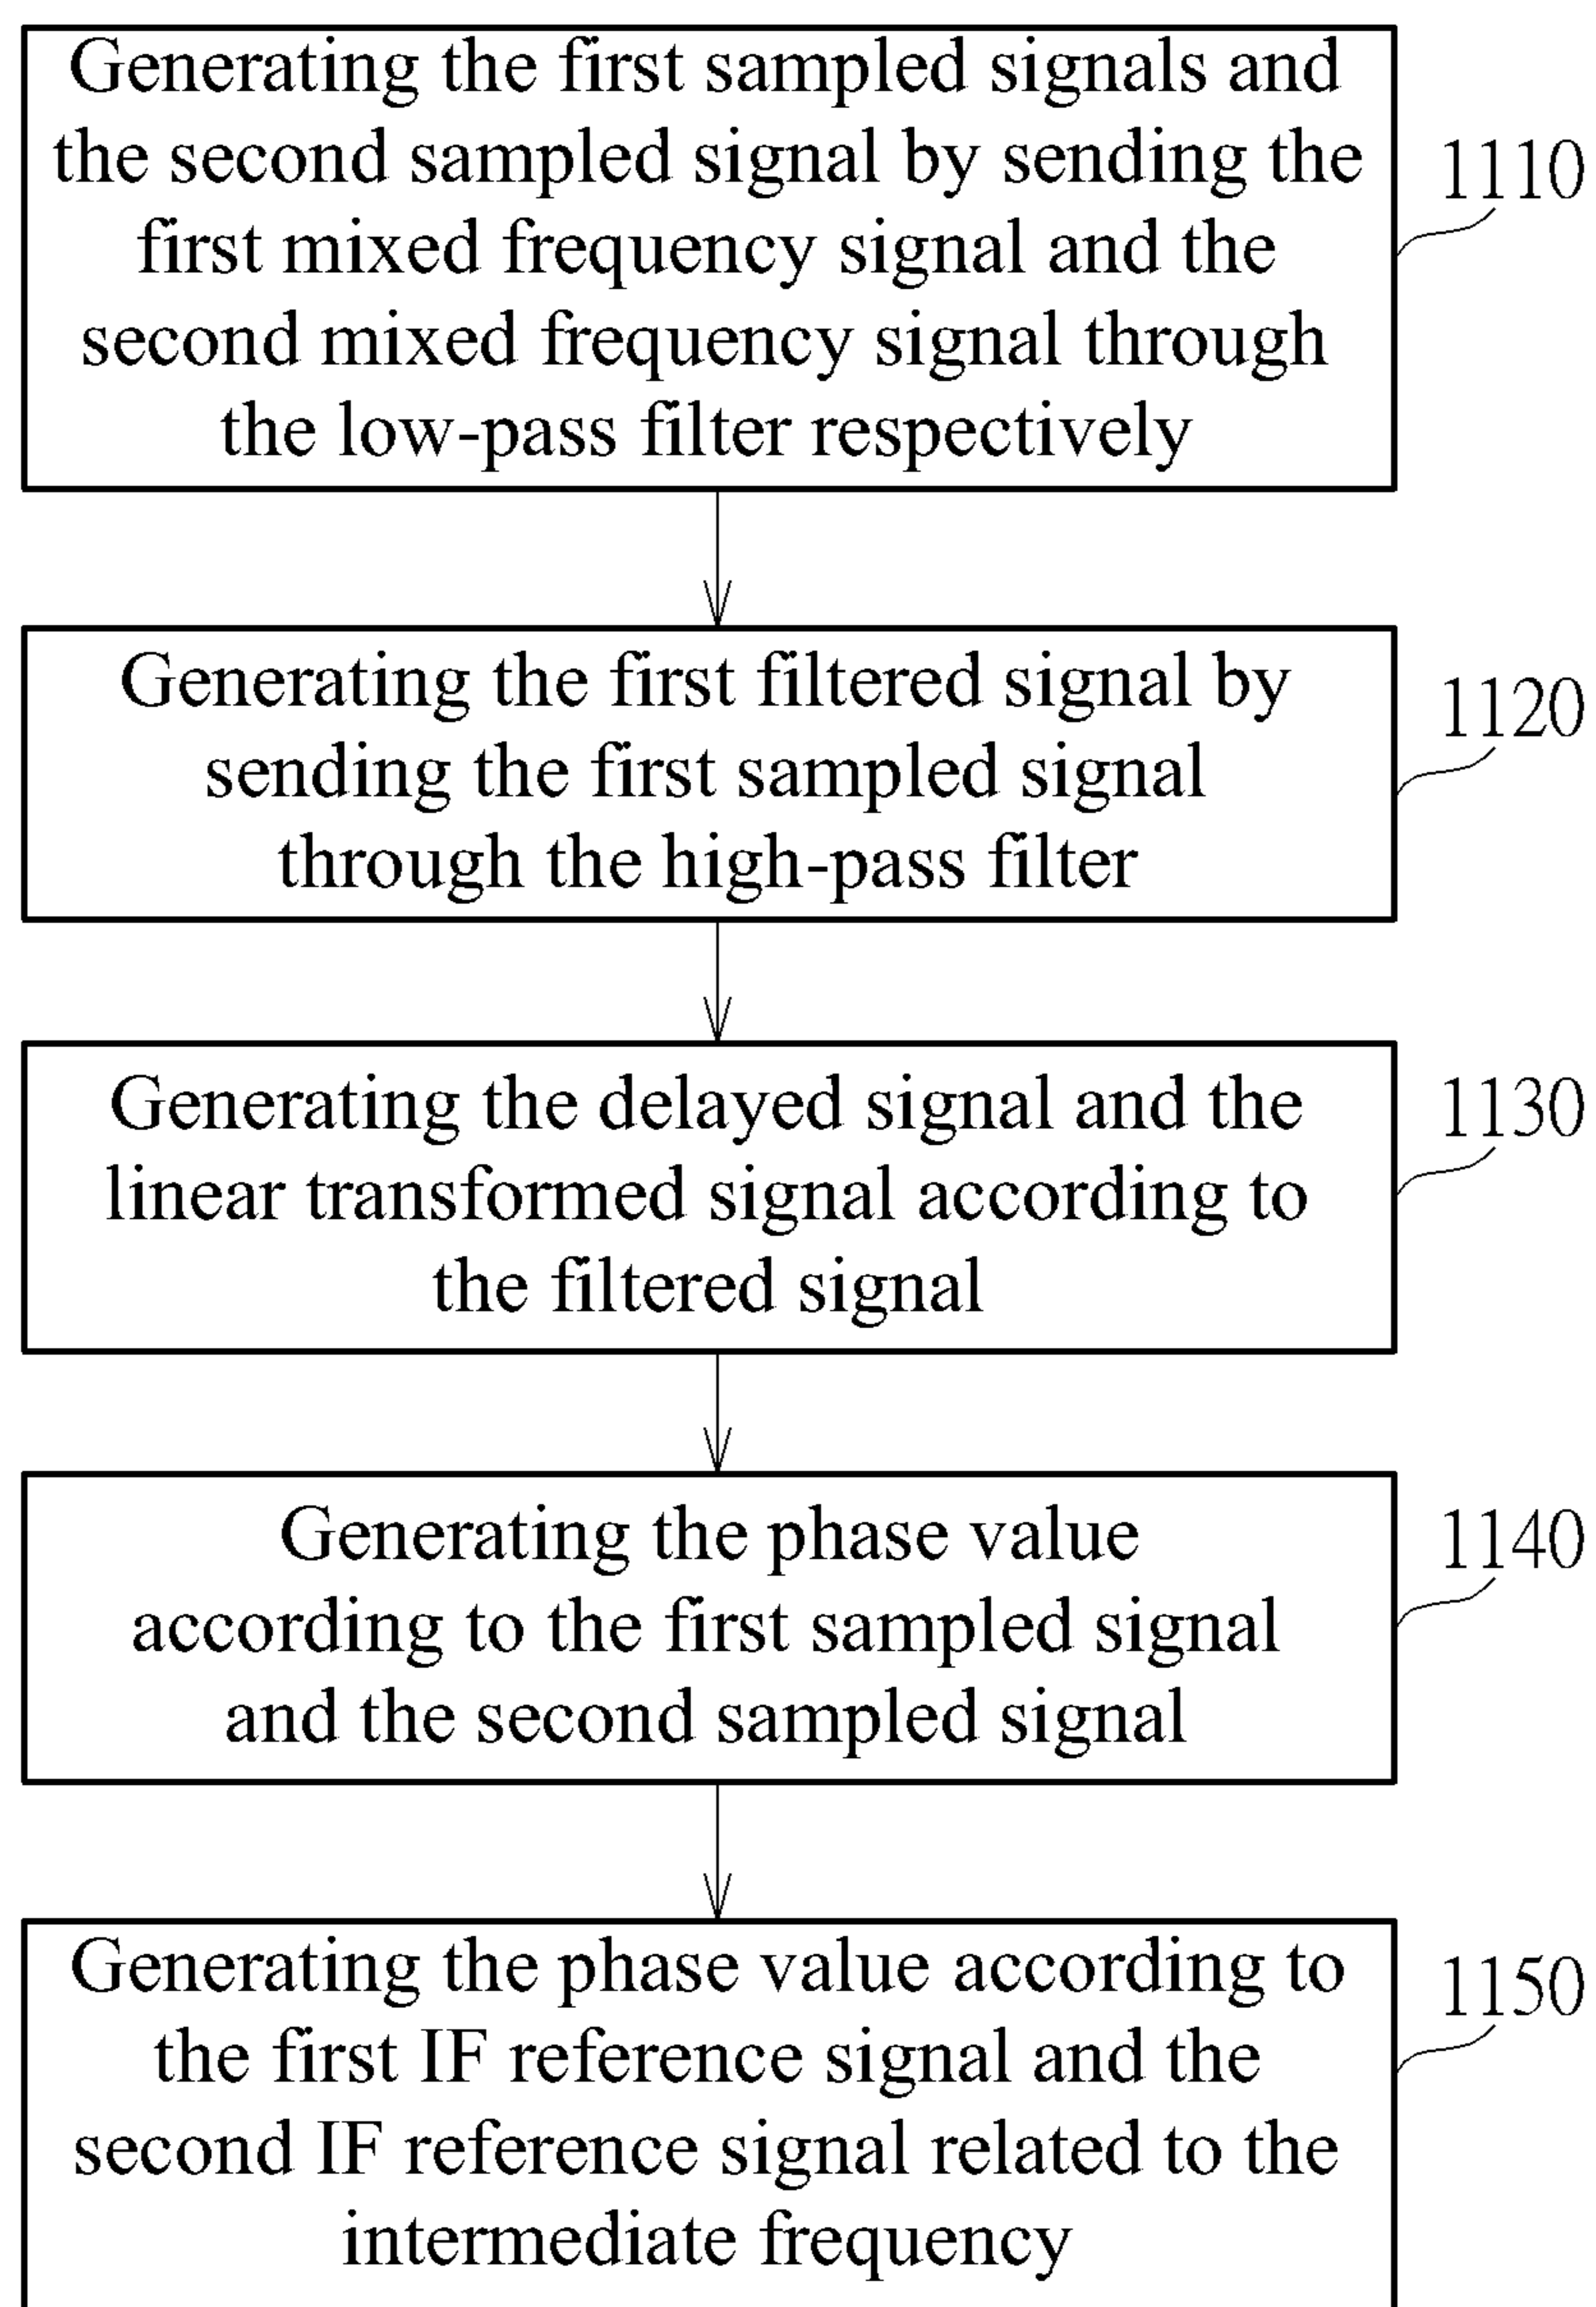 Generating the first sampled signals and
the second sampled signal by sending the
first mixed frequency signal and the
second mixed frequency signal through
the low-pass filter respectively
1110
Generating the first filtered signal by
sending the first sampled signal
through the high-pass filter
1120
Generating the delayed signal and the
linear transformed signal according to
the filtered signal
1130
Generating the phase value
according to the first sampled signal
and the second sampled signal
1140
Generating the phase value according to
the first IF reference signal and the
second IF reference signal related to the
intermediate frequency
1150